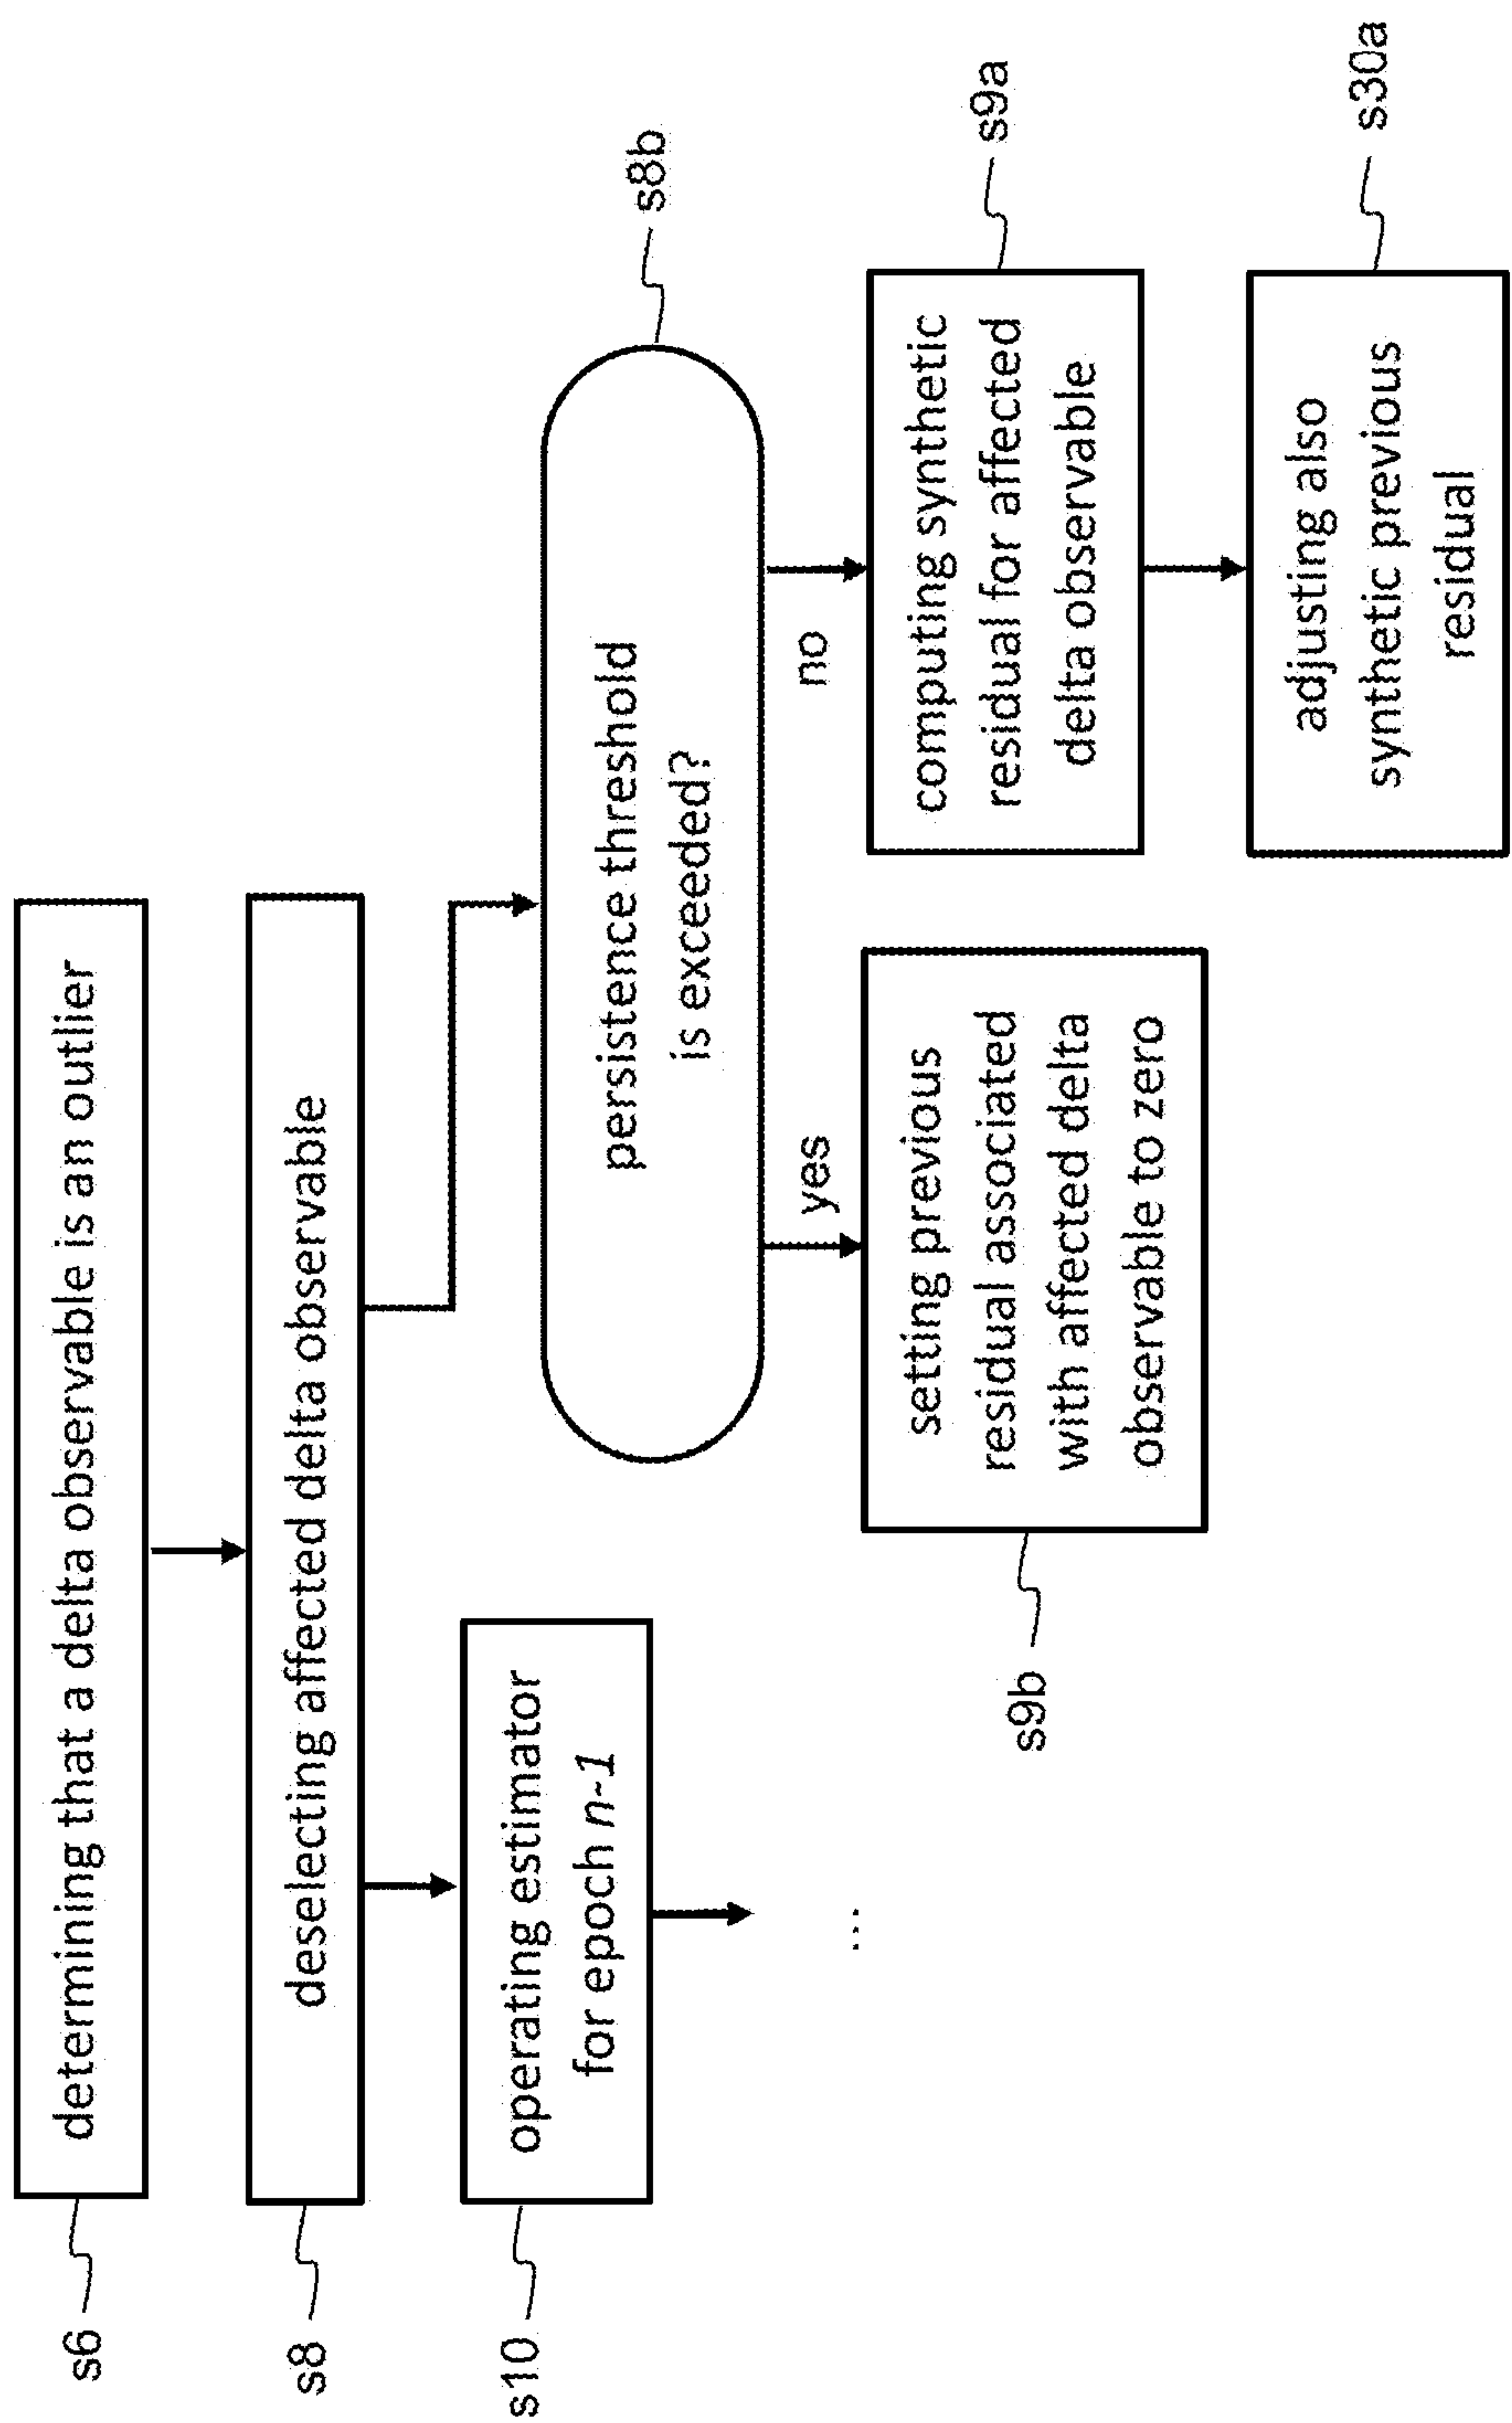 s6
determining that a delta observable is an outlier
s8
deselecting affected delta observable
s10
operating estimator
for epoch n-1
...
persistence threshold
is exceeded?
s8b
yes
no
s9b
setting previous
residual associated
with affected delta
observable to zero
computing synthetic
residual for affected
delta observable
s9a
adjusting also
synthetic previous
residual
s30a